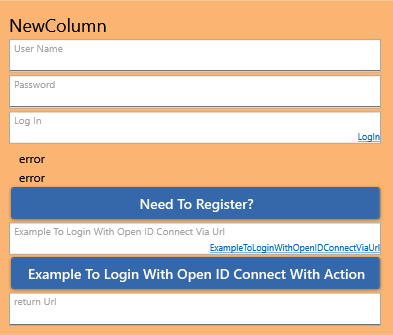 NewColumn
User Name
Password
Log In
LogIn
error
error
Need To Register?
Example To Login With Open ID Connect Via Url
ExampleToLoginWithOpenIDConnectViaUrl
Example To Login With Open ID Connect With Action
return Url